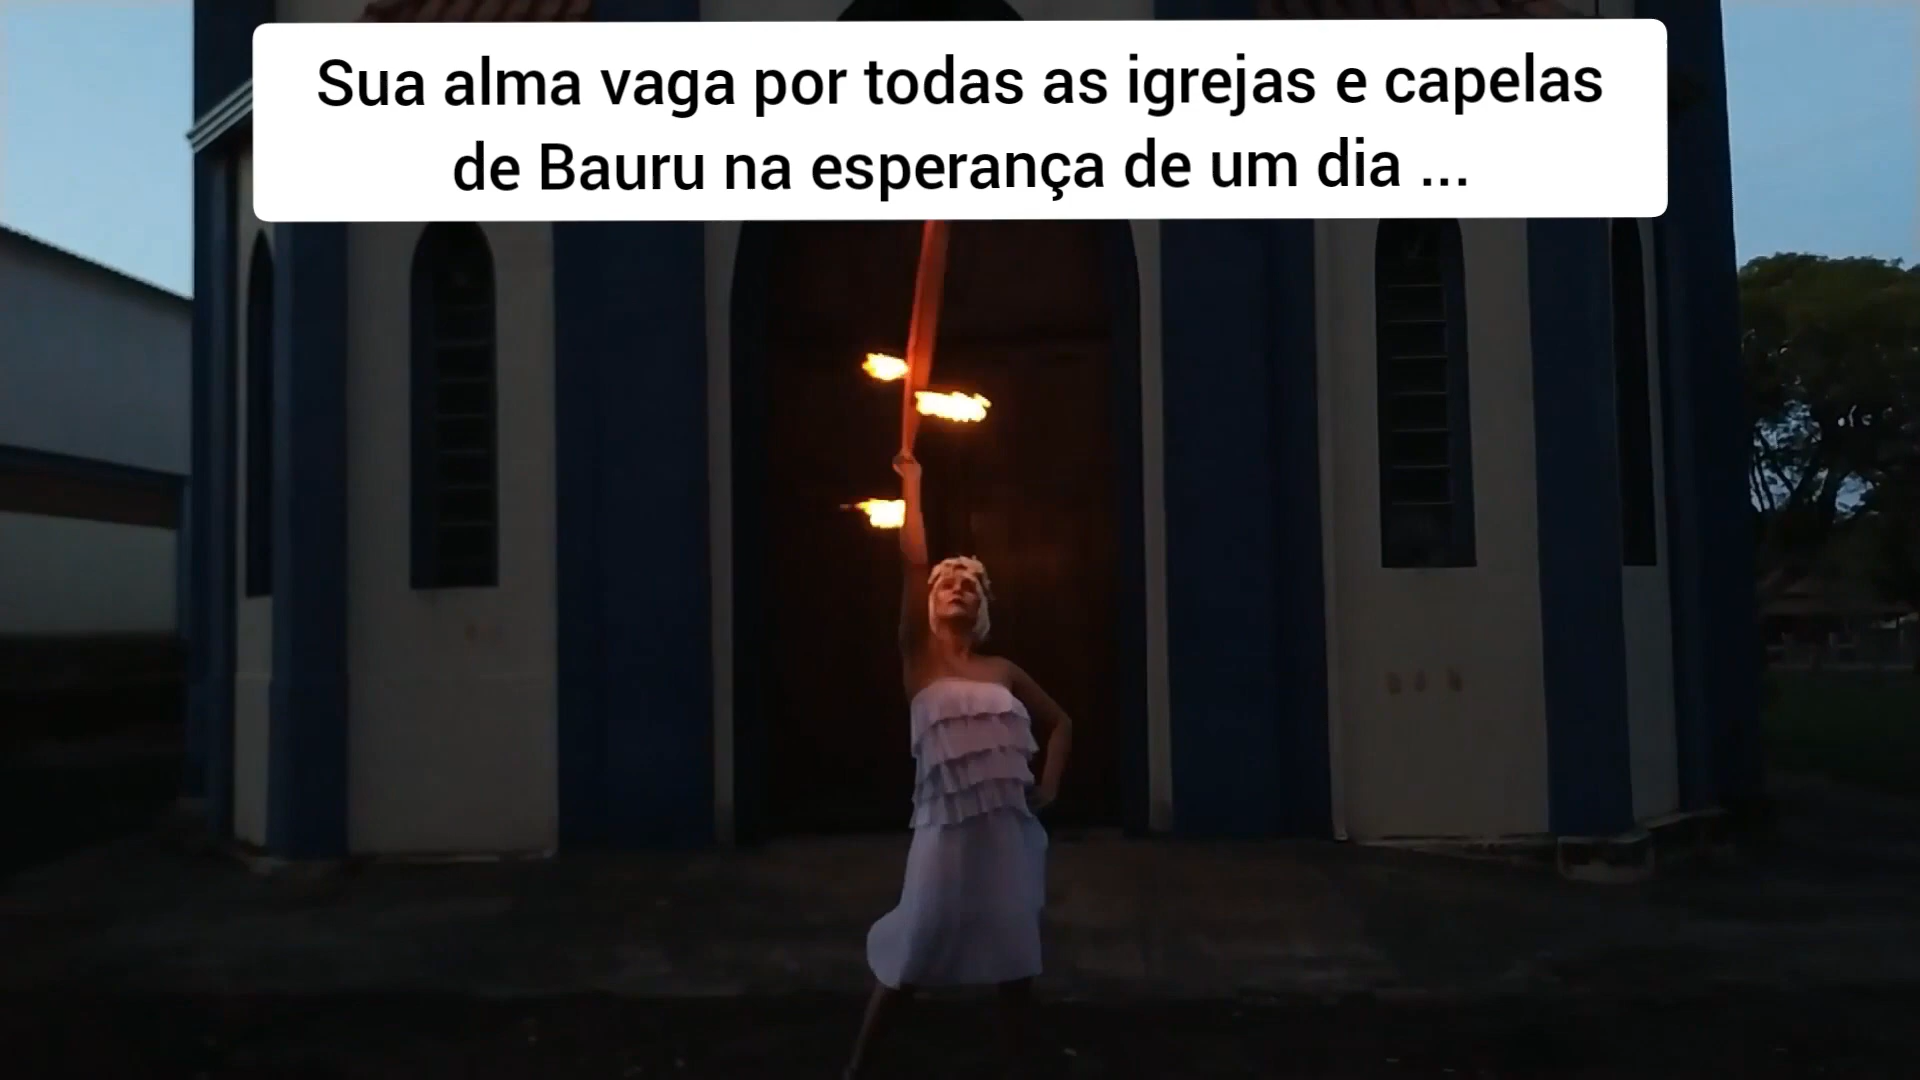 Sua alma vaga por todas as igrejas e capelas
de Bauru na esperança de um dia ...